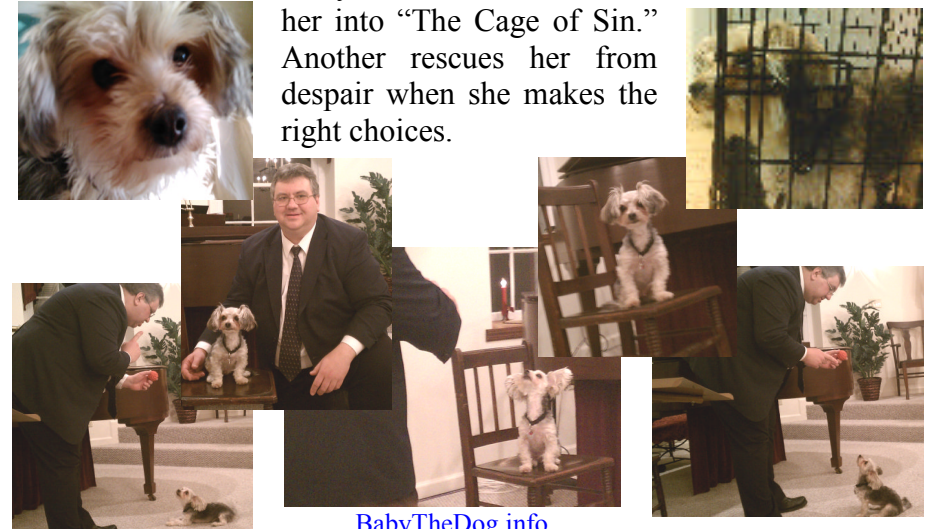 her into “The Cage of Sin.”
Another rescues her from
despair when she makes the
right choices.
BabyTheDog.info